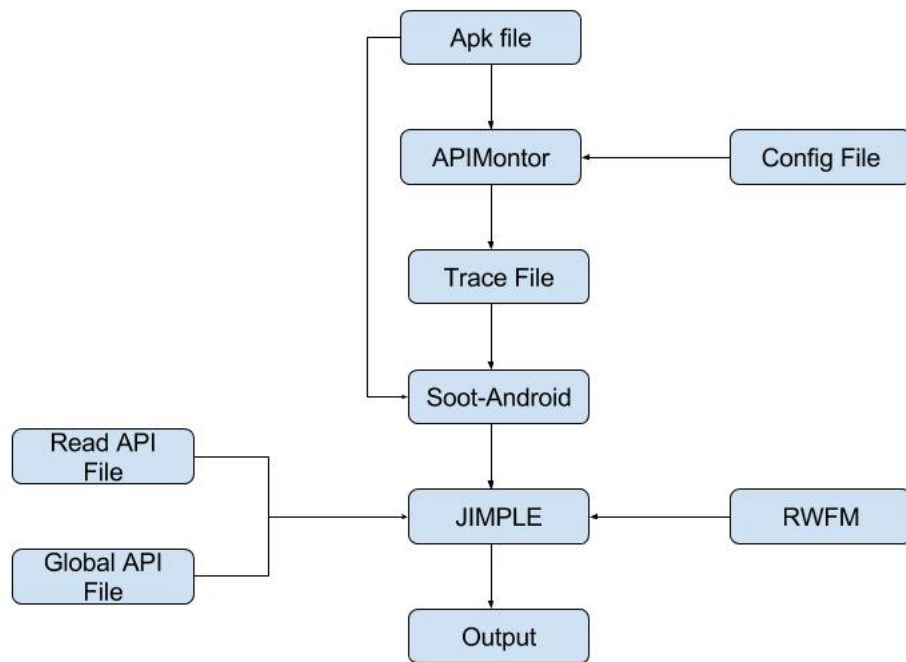 Apk file
APIMontor
Config File
Trace File
Soot-Android
Read API
File
JIMPLE
RWFM
Global API
File
Output